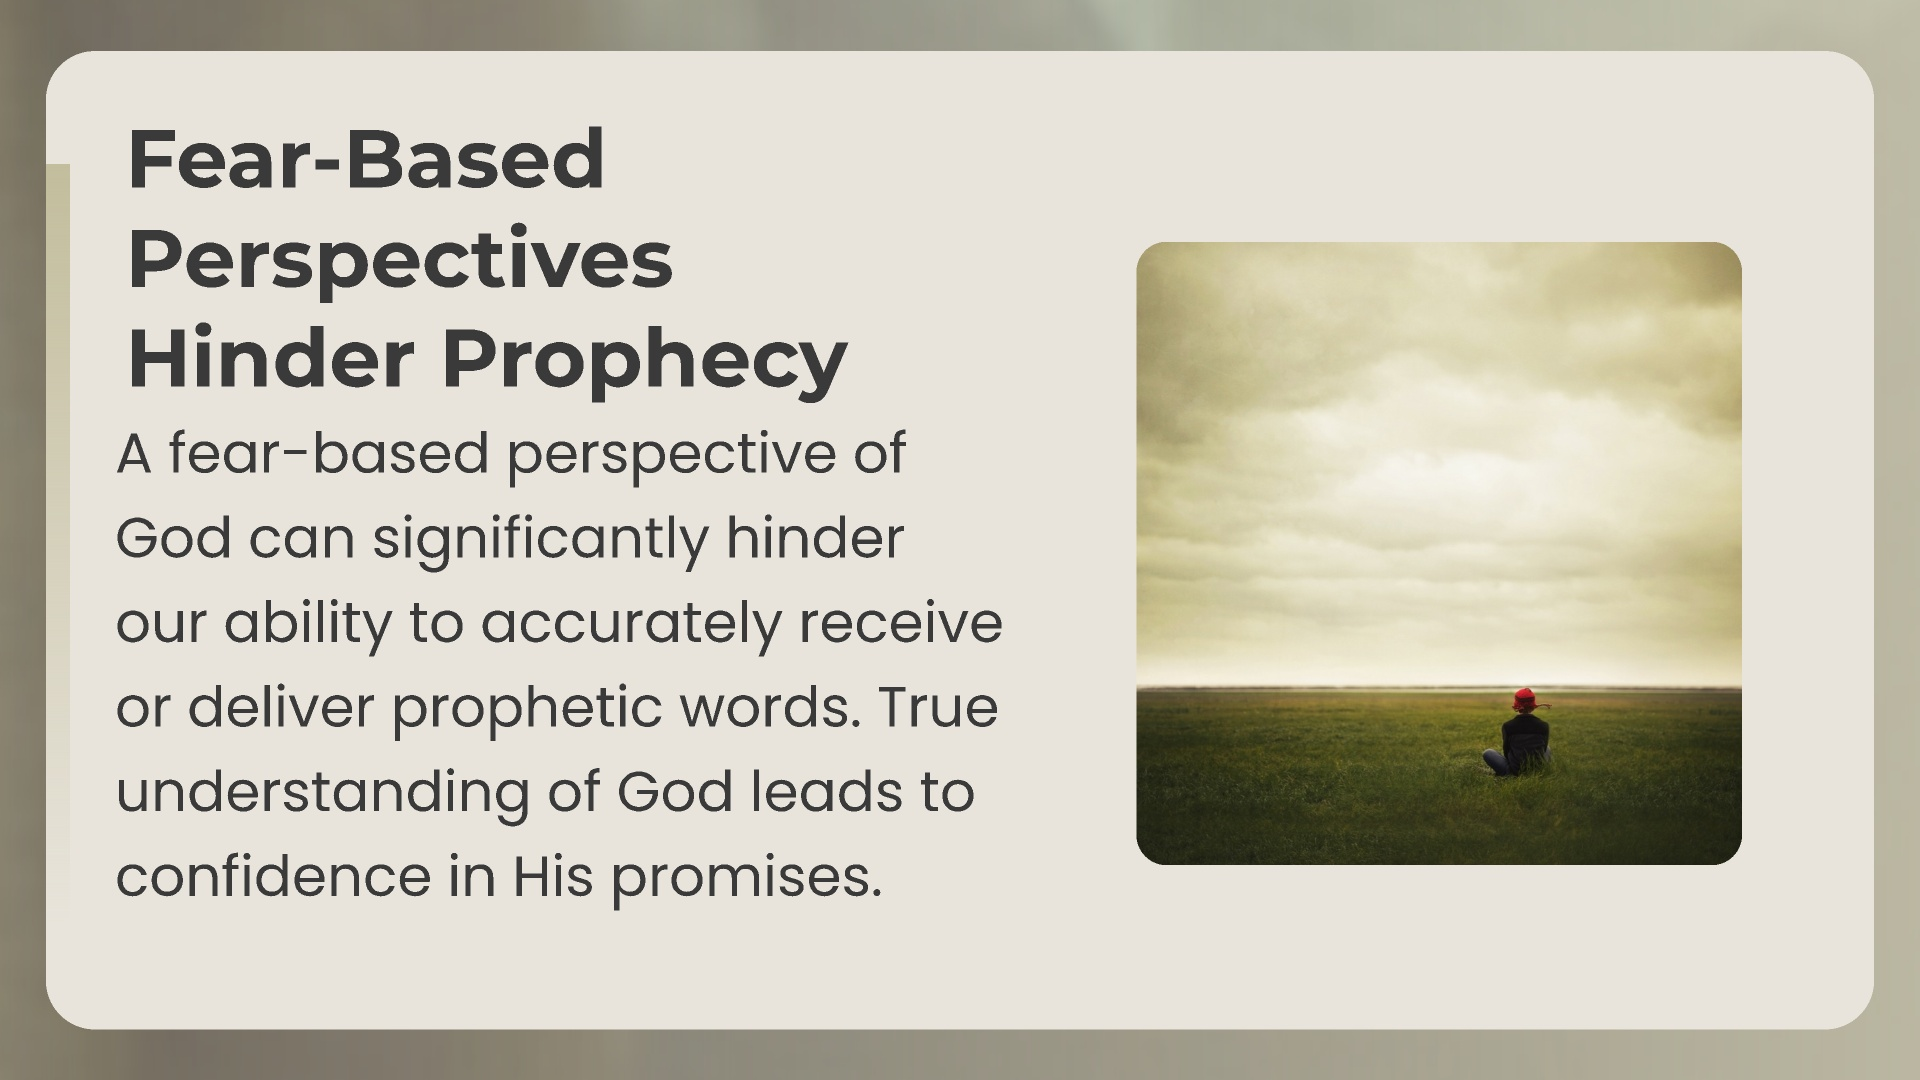 Fear-Based
Perspectives
Hinder Prophecy
A fear-based perspective of
God can significantly hinder
our ability to accurately receive
or deliver prophetic words. True
understanding of God leads to
confidence in His promises.